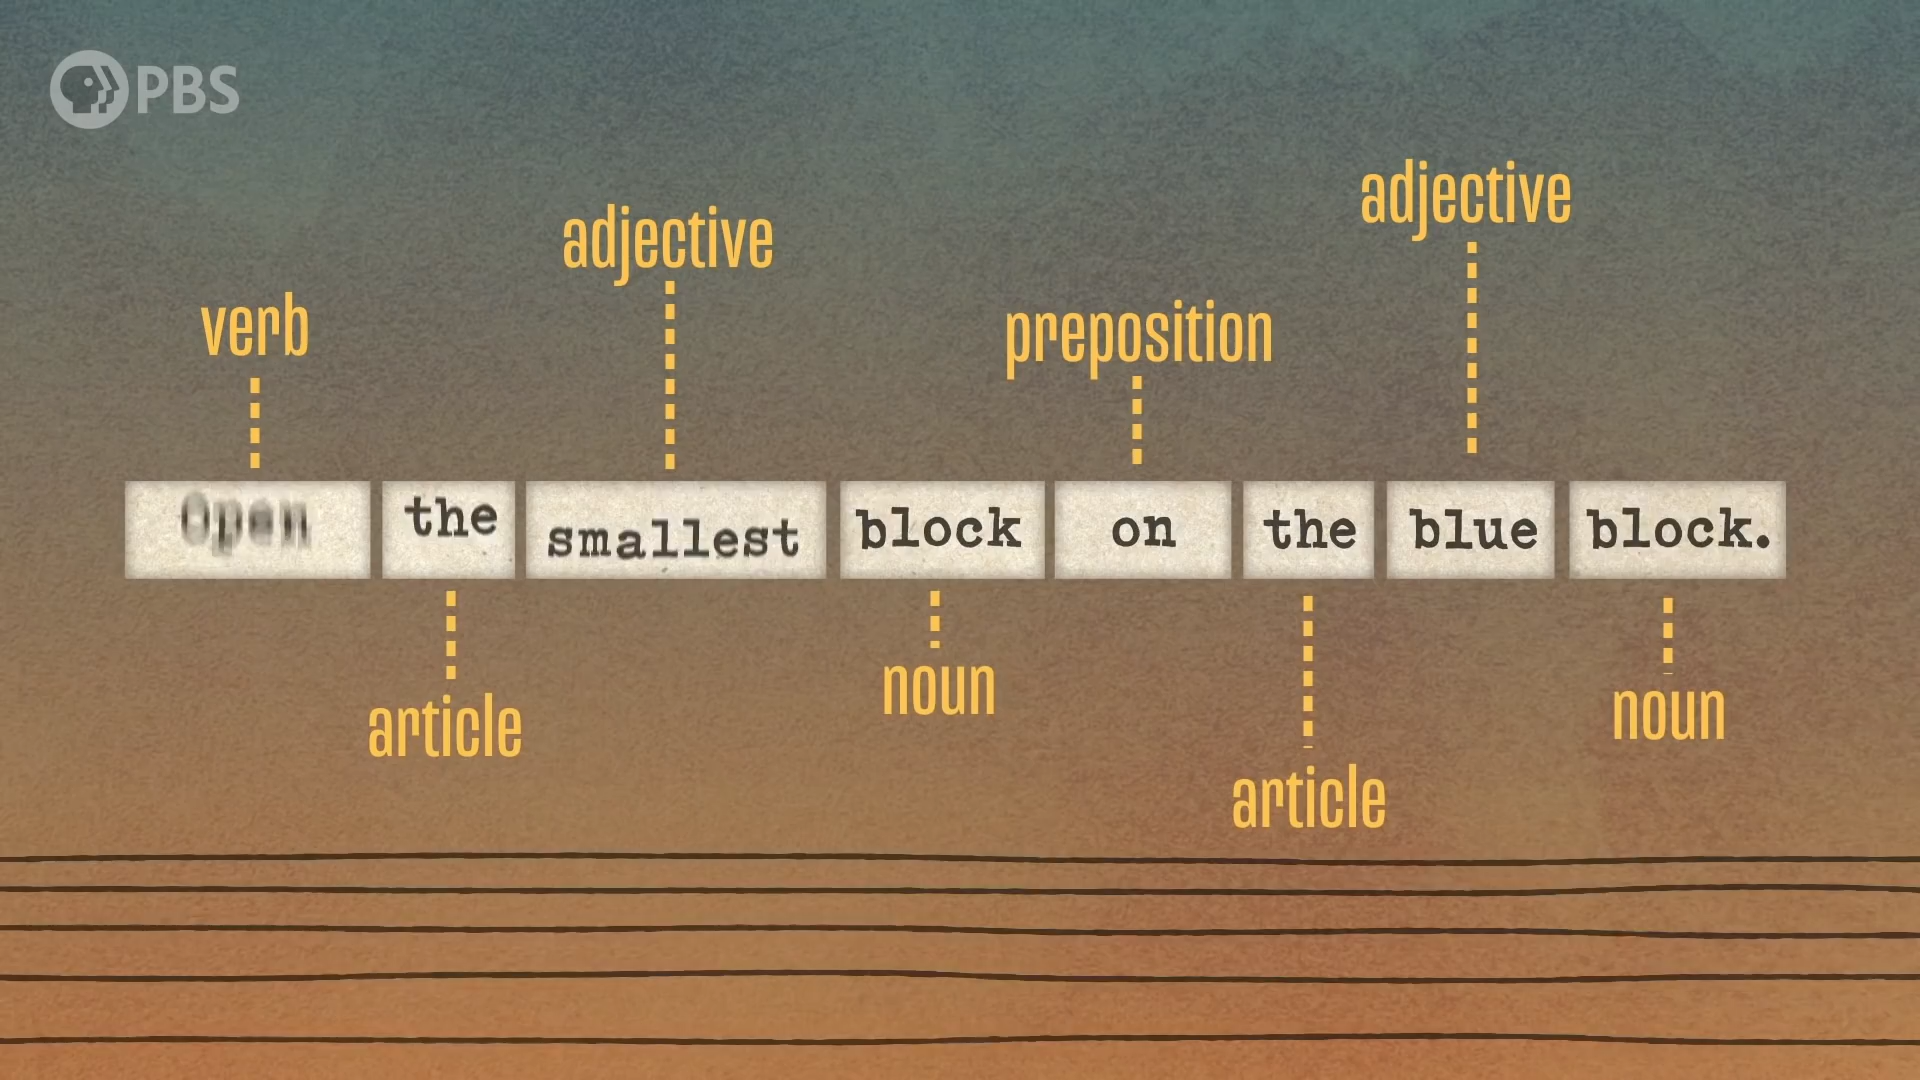 PBS
adjective
adjective
verb
preposition
the smallest block on the blue block.
noun
noun
article
article